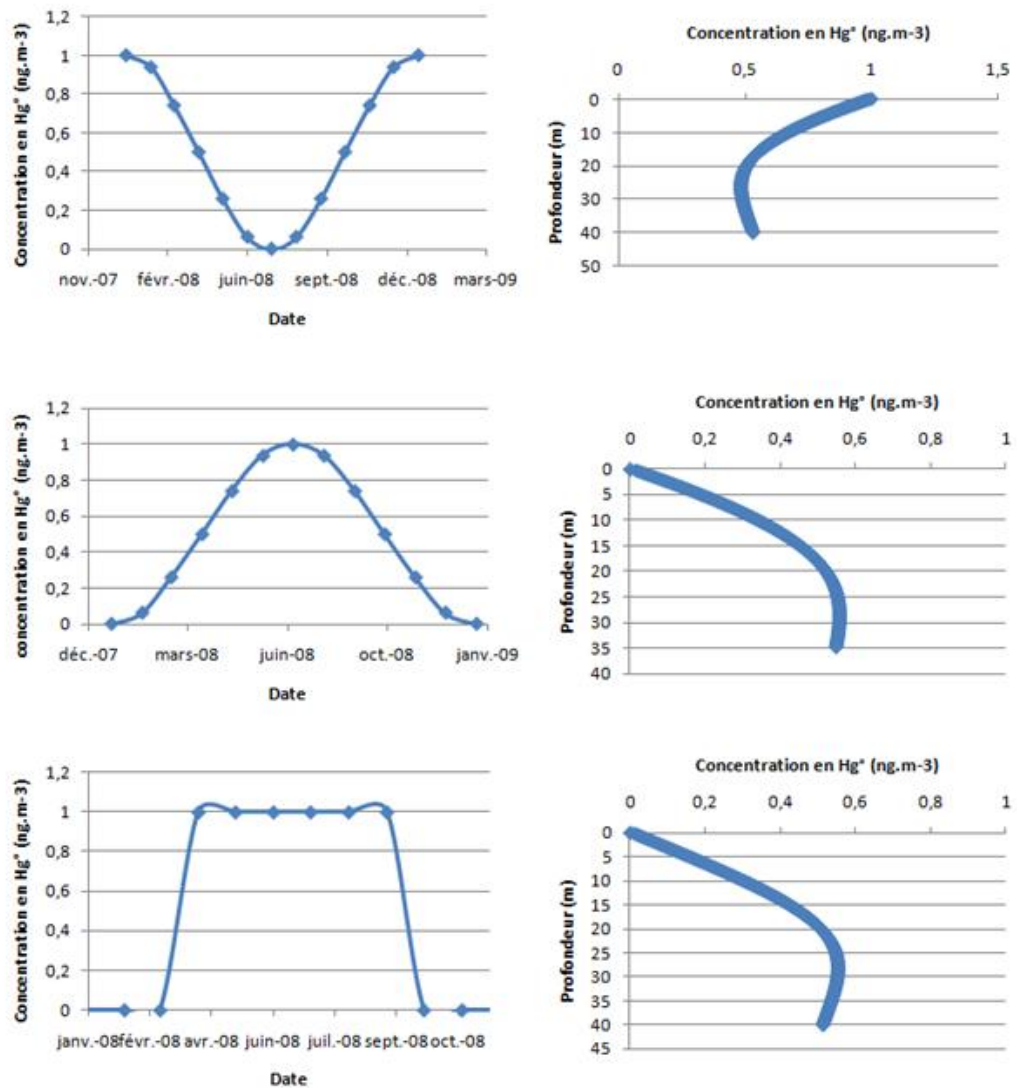 Concentration en Hg° (ng.m-3)
1,2
1
0,8
0,6
0,4
0,2
0
nov.-07 févr.-08 juin-08 sept.-08 déc.-08 mars-09
Date
Concentration en Hg° (ng.m-3)
0 0,5 1 1,5
Profondeur (m)
0
10
20
30
40
50
concentration en Hg° (ng.m-3)
1,2
1
0,8
0,6
0,4
0,2
0
déc.-07 mars-08 juin-08 oct.-08 janv.-09
Date
Concentration en Hg° (ng.m-3)
0 0,2 0,4 0,6 0,8 1
Profondeur (m)
0
5
10
15
20
25
30
35
40
Concentration en Hg° (ng.m-3)
1,2
1
0,8
0,6
0,4
0,2
0
janv.-08 févr.-08 avr.-08 juin-08 juil.-08 sept.-08 oct.-08
Date
Concentration en Hg° (ng.m-3)
0 0,2 0,4 0,6 0,8 1
Profondeur (m)
0
5
10
15
20
25
30
35
40
45